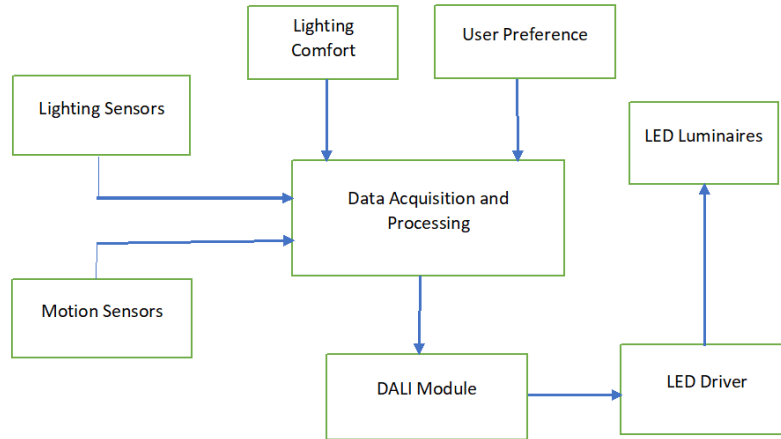 Lighting
Comfort
User Preference
Lighting Sensors
LED Luminaires
Data Acquisition and
Processing
Motion Sensors
DALI Module
LED Driver